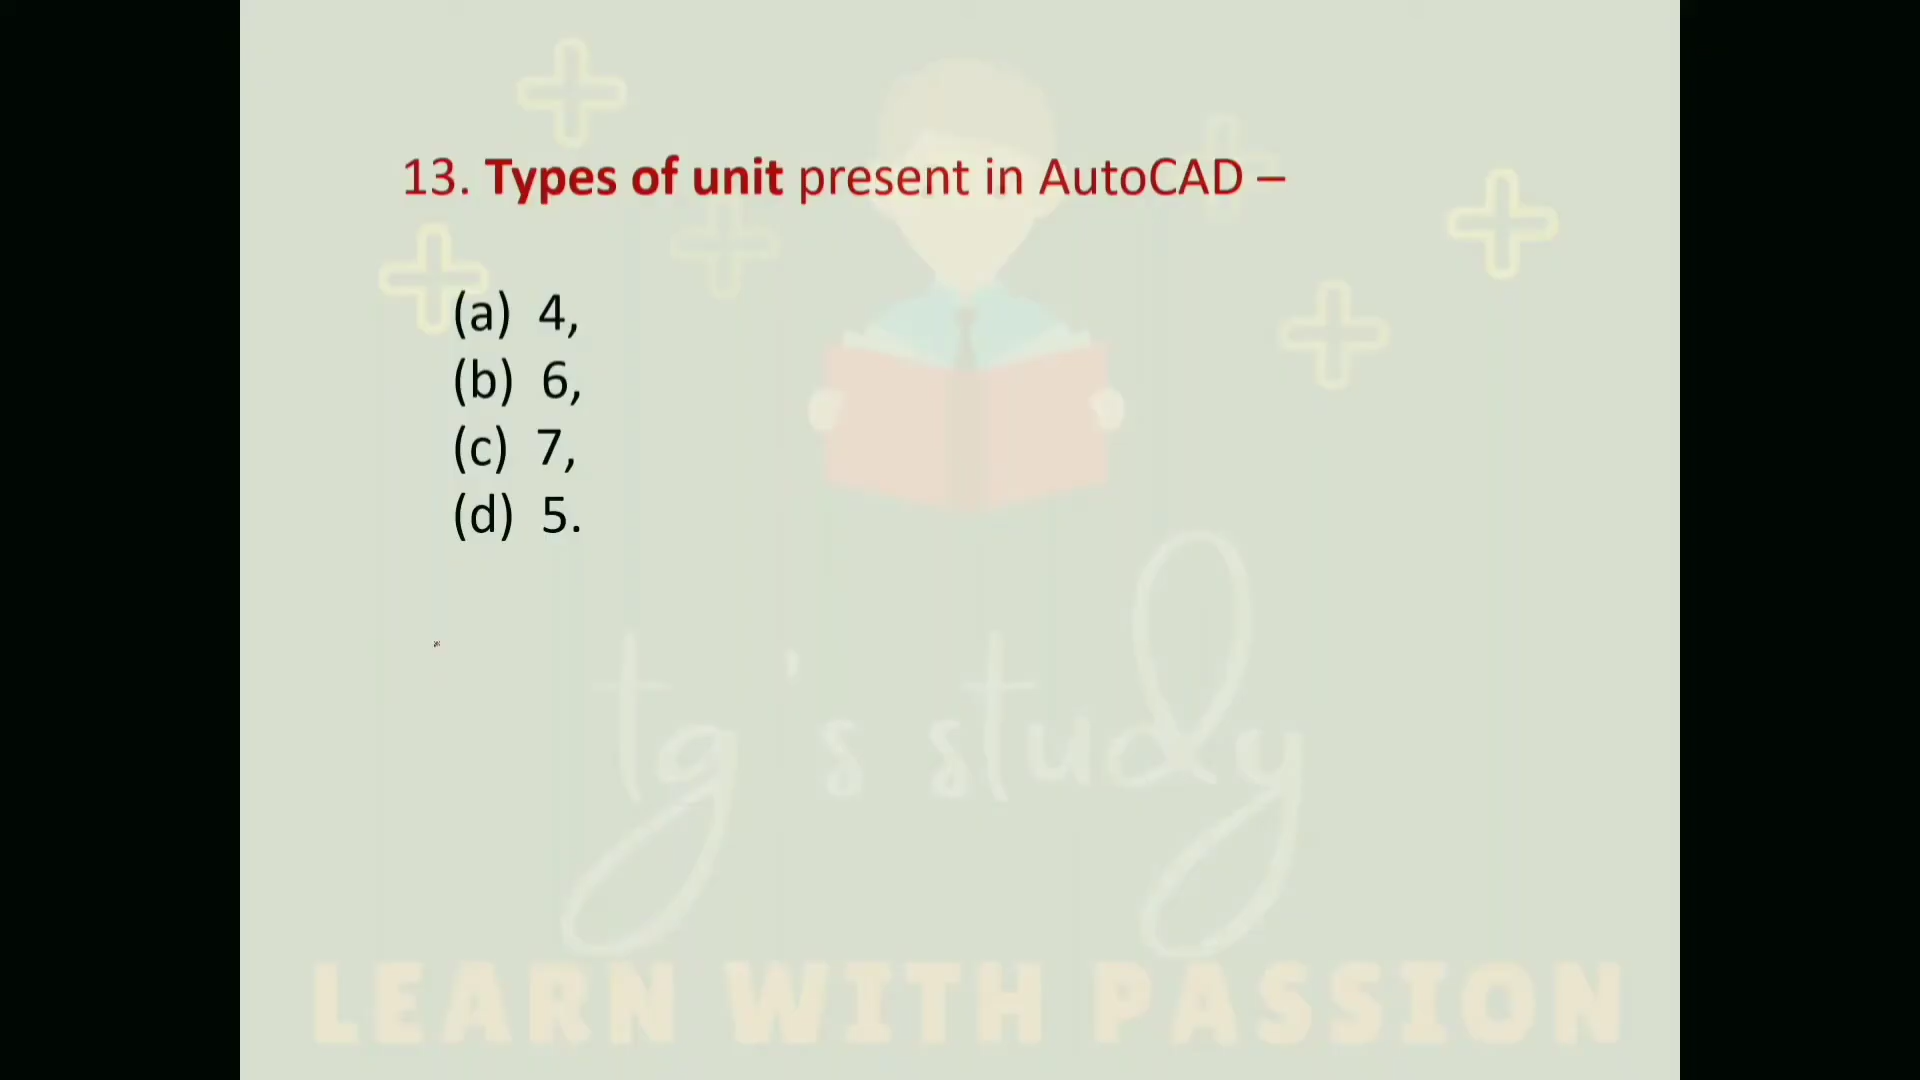 13. Types of unit present in AutoCAD –
(a) 4,
(b) 6,
(c) 7,
(d) 5.
tg's study
LEARN WITH PASSION